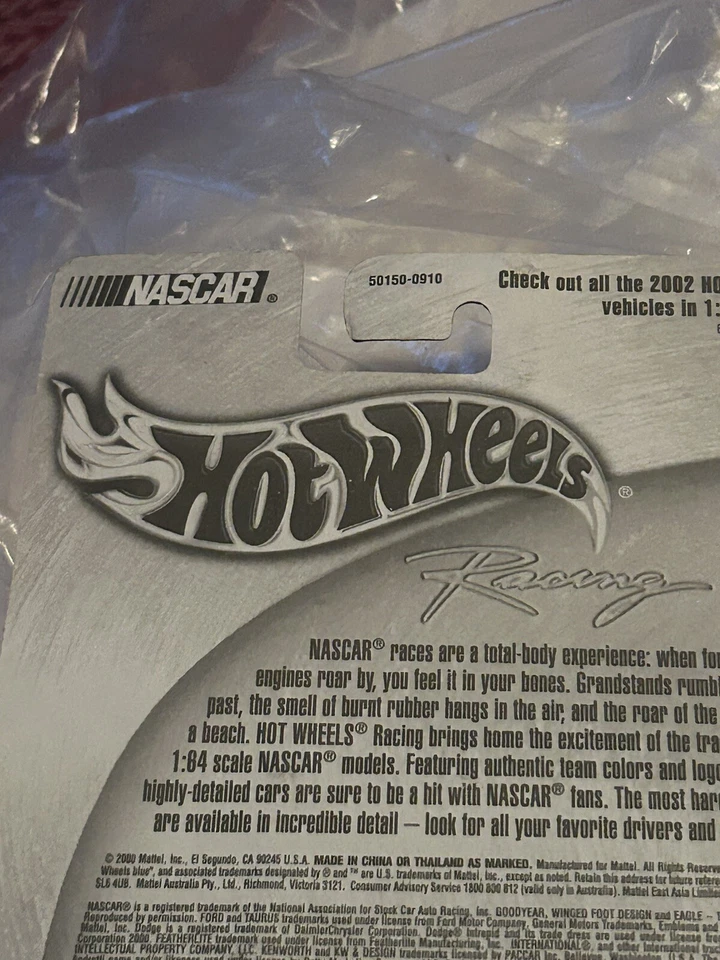 NASCAR®
50150-0910
Check out all the 2002 HO
vehicles in 1:
HOT WHEELS®
Racing
NASCAR® races are a total-body experience: when for
engines roar by, you feel it in your bones. Grandstands rumbl
past, the smell of burnt rubber hangs in the air, and the roar of the
a beach. HOT WHEELS® Racing brings home the excitement of the tra
1:64 scale NASCAR® models. Featuring authentic team colors and logo
highly-detailed cars are sure to be a hit with NASCAR® fans. The most hard
are available in incredible detail – look for all your favorite drivers and
© 2000 Mattel, Inc., El Segundo, CA 90245 U.S.A. MADE IN CHINA OR THAILAND AS MARKED. Manufactured for Mattel. All Rights Reserve
Wheels blue", and associated trademarks designated by ® and ™ are U.S. trademarks of Mattel, Inc., except as noted. Retain this address for future refere
SL6 4UB. Mattel Australia Pty., Ltd., Richmond, Victoria 3121. Consumer Advisory Service 1800 800 812 (valid only in Australia). Mattel East Asia Limite
NASCAR® is a registered trademark of the National Association for Stock Car Auto Racing, Inc. GOODYEAR, WINGED FOOT DESIGN and EAGLE –
Reproduced by permission. FORD and TAURUS trademarks used under license from Ford Motor Company. General Motors Trademarks, Emblems and
Mattel, Inc. Dodge is a registered trademark of DaimlerChrysler Corporation. Dodge® Intrepid and its trade dress are used under license fro
Corporation 2000. FEATHERLITE trademark used under license from Featherlite Manufacturing, Inc. INTERNATIONAL®, and other International truc
INTELLECTUAL PROPERTY COMPANY, LLC. KENWORTH and KW & DESIGN trademarks licensed by PACCAR Inc, Bellevue, Washington, U.S.A. The